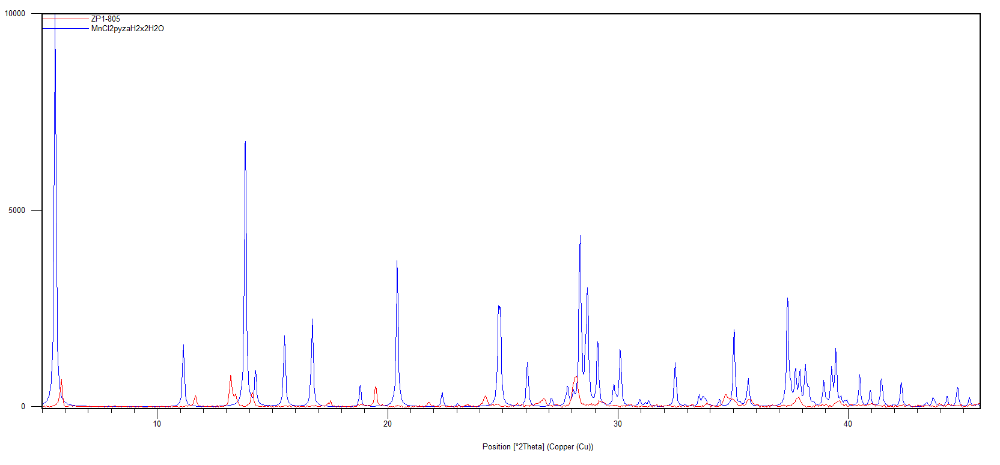 10000
ZP1-805
MnCl2pyzaH2x2H2O
5000
0
10 20 30 40
Position [°2Theta] (Copper (Cu))